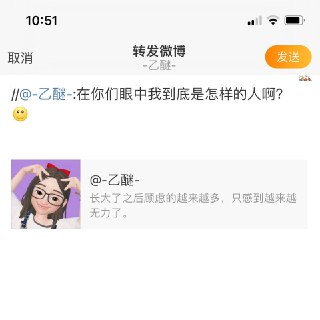 10:51
取消
转发微博
-乙醚-
发送
//@-乙醚-:在你们眼中我到底是怎样的人啊?
@-乙醚-
长大了之后顾虑的越来越多，只感到越来越
无力了。